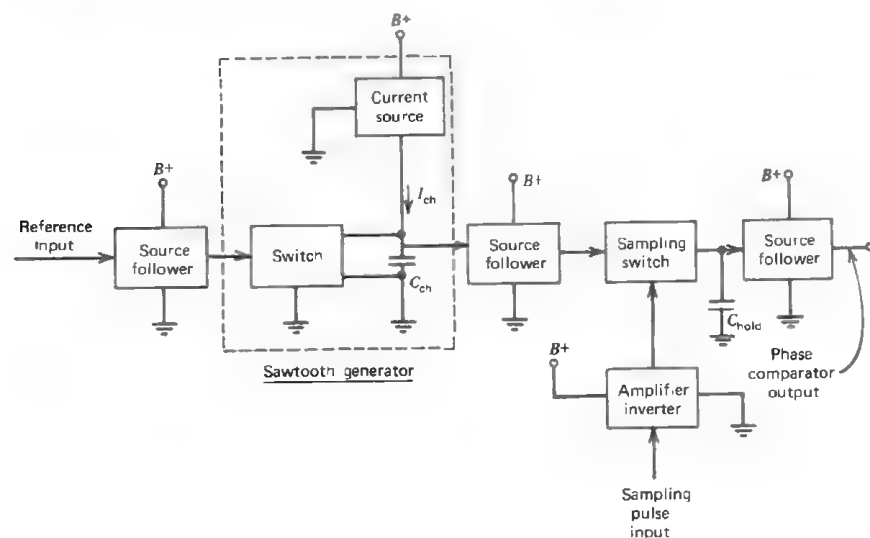 B+
Current
source
I_ch
B+
Reference
Input
Source
follower
Switch
C_ch
Sawtooth generator
B+
Source
follower
Sampling
switch
B+
Source
follower
C_hold
Phase
comparator
output
B+
Amplifier
inverter
Sampling
pulse
input